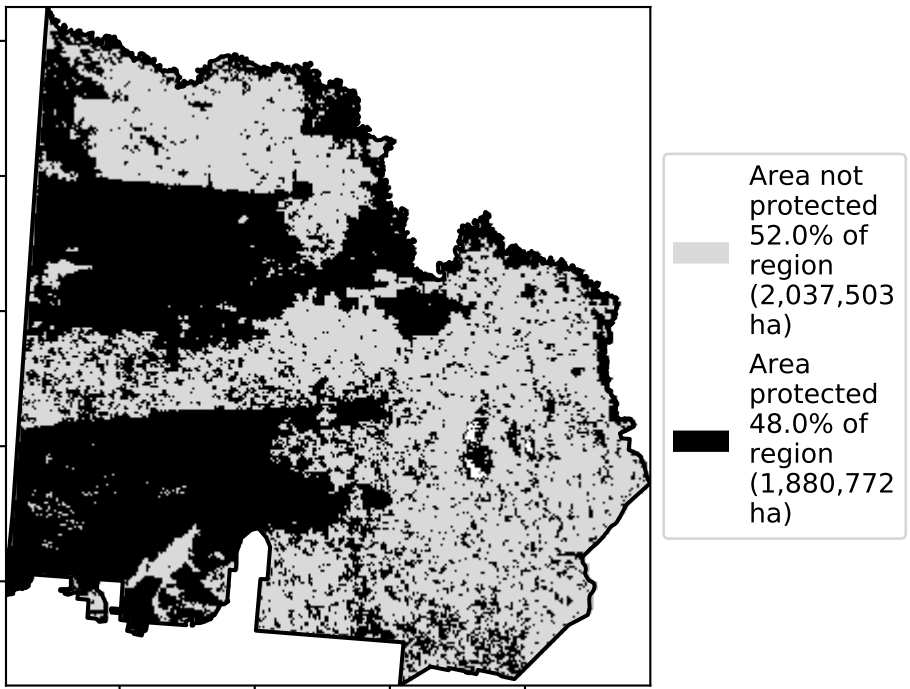 Area not
protected
52.0% of
region
(2,037,503
ha)
Area
protected
48.0% of
region
(1,880,772
ha)